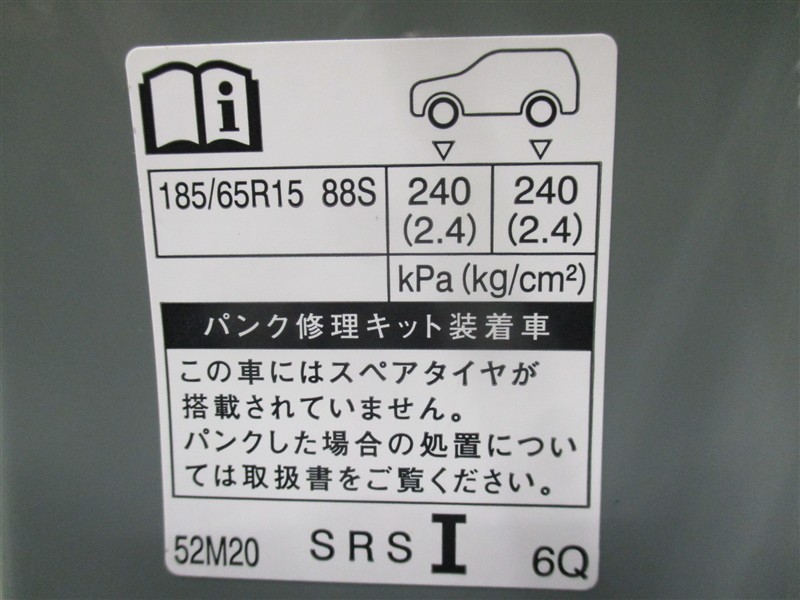 i
185/65R15 88S
240 240
(2.4) (2.4)
kPa (kg/cm²)
パンク修理キット装着車
この車にはスペアタイヤが
搭載されていません。
パンクした場合の処置につい
ては取扱書をご覧ください。
52M20 SRS I 6Q